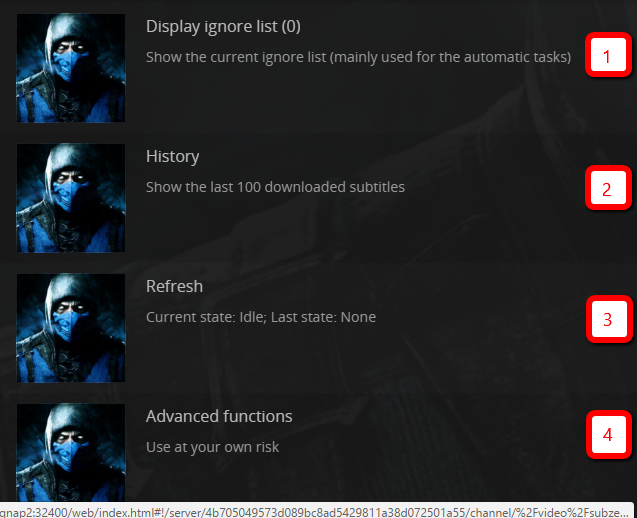 Display ignore list (0)
Show the current ignore list (mainly used for the automatic tasks)
1
History
Show the last 100 downloaded subtitles
2
Refresh
Current state: Idle; Last state: None
3
Advanced functions
Use at your own risk
4
qnap2:32400/web/index.html#!/server/4b705049573d089bc8ad5429811a38d072501a55/channel/%2Fvideo%2Fsubze...